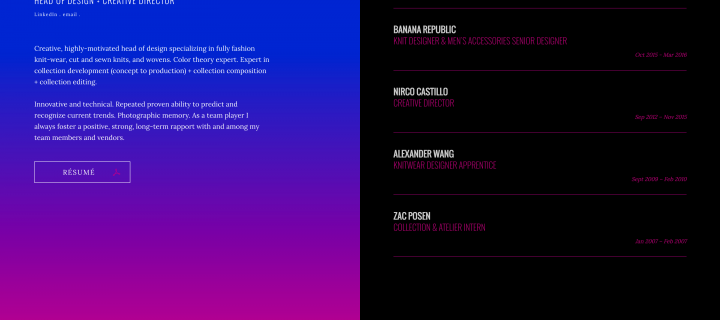 HEAD OF DESIGN + CREATIVE DIRECTOR
LinkedIn . email .
Creative, highly-motivated head of design specializing in fully fashion
knit-wear, cut and sewn knits, and wovens. Color theory expert. Expert in
collection development (concept to production) + collection composition
+ collection editing.
Innovative and technical. Repeated proven ability to predict and
recognize current trends. Photographic memory. As a team player I
always foster a positive, strong, long-term rapport with and among my
team members and vendors.
RÉSUMÉ
BANANA REPUBLIC
KNIT DESIGNER & MEN'S ACCESSORIES SENIOR DESIGNER
Oct 2015 - Mar 2016
NIRCO CASTILLO
CREATIVE DIRECTOR
Sep 2012 - Nov 2015
ALEXANDER WANG
KNITWEAR DESIGNER APPRENTICE
Sept 2009 - Feb 2010
ZAC POSEN
COLLECTION & ATELIER INTERN
Jan 2007 - Feb 2007